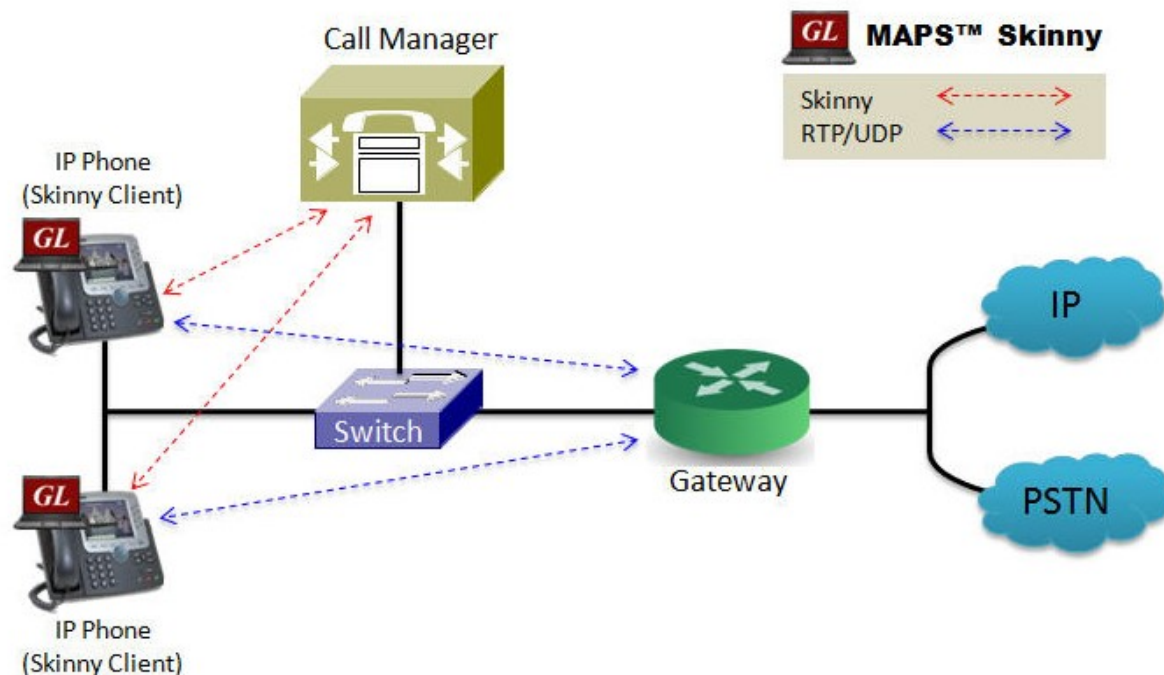 Call Manager
GL MAPS™ Skinny
Skinny
RTP/UDP
IP Phone
(Skinny Client)
GL
IP
Switch
Gateway
GL
PSTN
IP Phone
(Skinny Client)